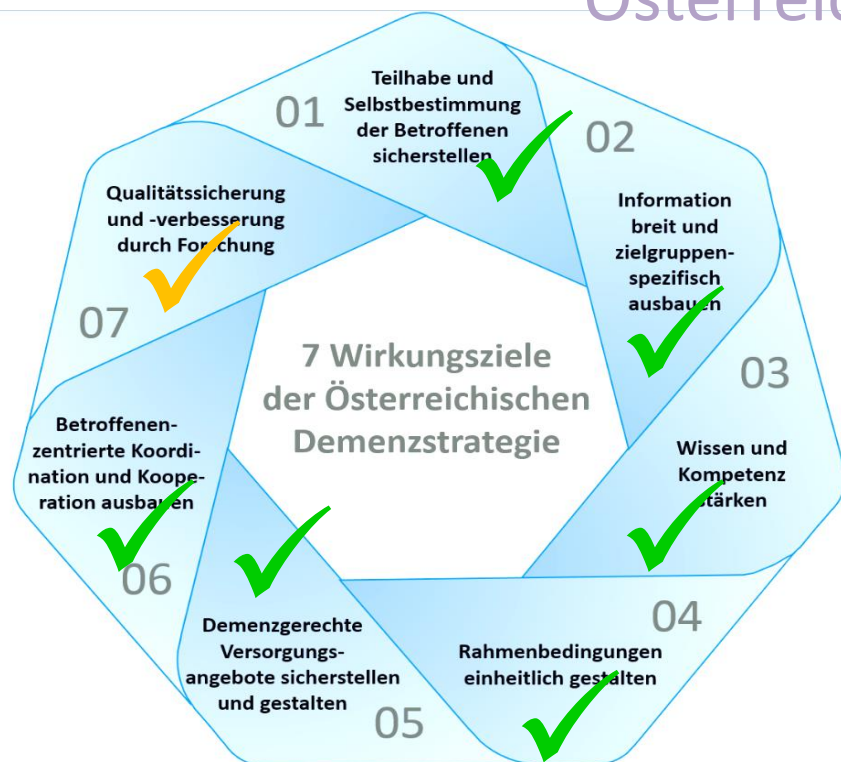 Österreic
01
Teilhabe und
Selbstbestimmung
der Betroffenen
sicherstellen
02
Information
breit und
zielgruppen-
spezifisch
ausbauen
03
Wissen und
Kompetenz
stärken
04
Rahmenbedingungen
einheitlich gestalten
Demenzgerechte
Versorgungs-
angebote sicherstellen
und gestalten
05
Betroffenen-
zentrierte Koordi-
nation und Koope-
ration ausbauen
06
Qualitätssicherung
und -verbesserung
durch Forschung
07
7 Wirkungsziele
der Österreichischen
Demenzstrategie